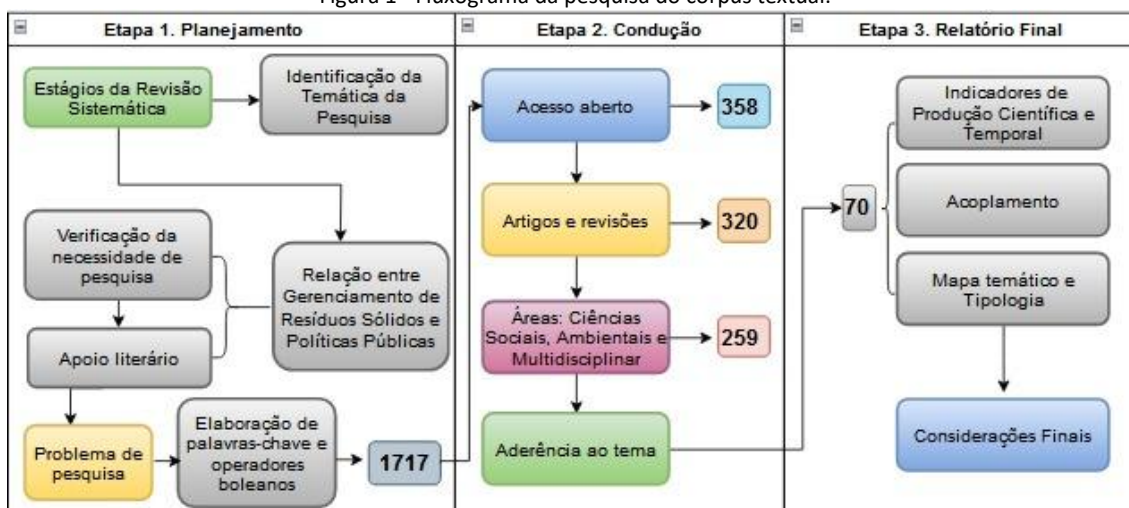 Figura 1 - Fluxograma da pesquisa do corpus textual.
Etapa 1. Planejamento
Estágios da Revisão
Sistemática
Identificação da
Temática da
Pesquisa
Verificação da
necessidade de
pesquisa
Relação entre
Gerenciamento de
Resíduos Sólidos e
Políticas Públicas
Apoio literário
Problema de
pesquisa
Elaboração de
palavras-chave e
operadores
boleanos
1717
Etapa 2. Condução
Acesso aberto
358
Artigos e revisões
320
Áreas: Ciências
Sociais, Ambientais e
Multidisciplinar
259
Aderência ao tema
Etapa 3. Relatório Final
70
Indicadores de
Produção Científica e
Temporal
Acoplamento
Mapa temático e
Tipologia
Considerações Finais